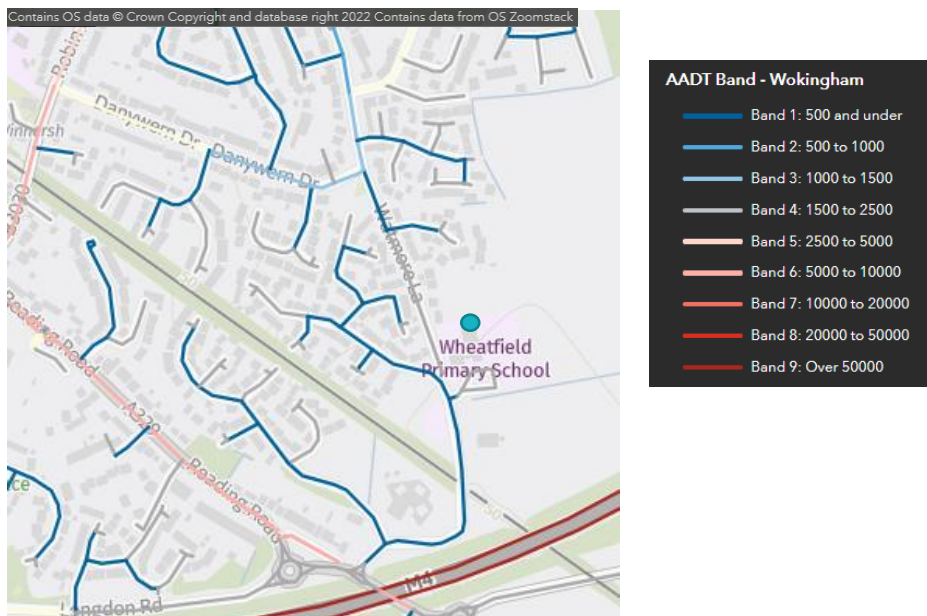 Contains OS data © Crown Copyright and database right 2022 Contains data from OS Zoomstack
AADT Band - Wokingham
Band 1: 500 and under
Band 2: 500 to 1000
Band 3: 1000 to 1500
Band 4: 1500 to 2500
Band 5: 2500 to 5000
Band 6: 5000 to 10000
Band 7: 10000 to 20000
Band 8: 20000 to 50000
Band 9: Over 50000
Danywern Dr
Danywern Dr
Watmore La
50
Reading Road
Wheatfield
Primary School
A329
Reading Road
50
M4
Langdon Rd